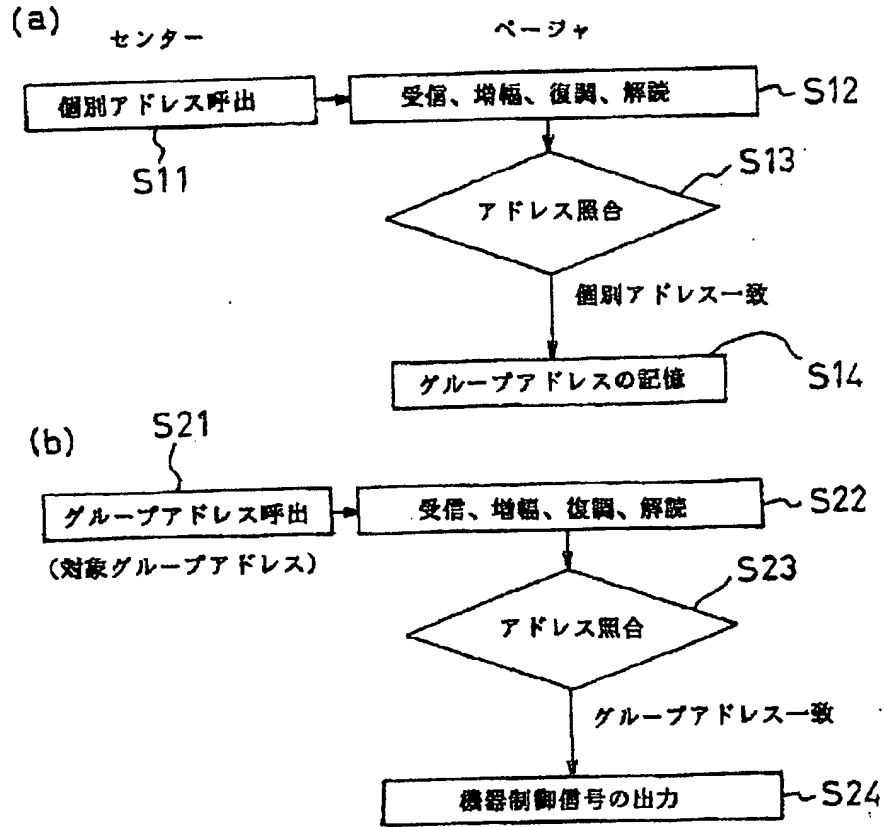 (a)
センター
ページャ
個別アドレス呼出
受信、増幅、復調、解読
S12
S11
S13
アドレス照合
個別アドレス一致
グループアドレスの記憶
S14
(b)
S21
グループアドレス呼出
受信、増幅、復調、解読
S22
(対象グループアドレス)
S23
アドレス照合
グループアドレス一致
機器制御信号の出力
S24